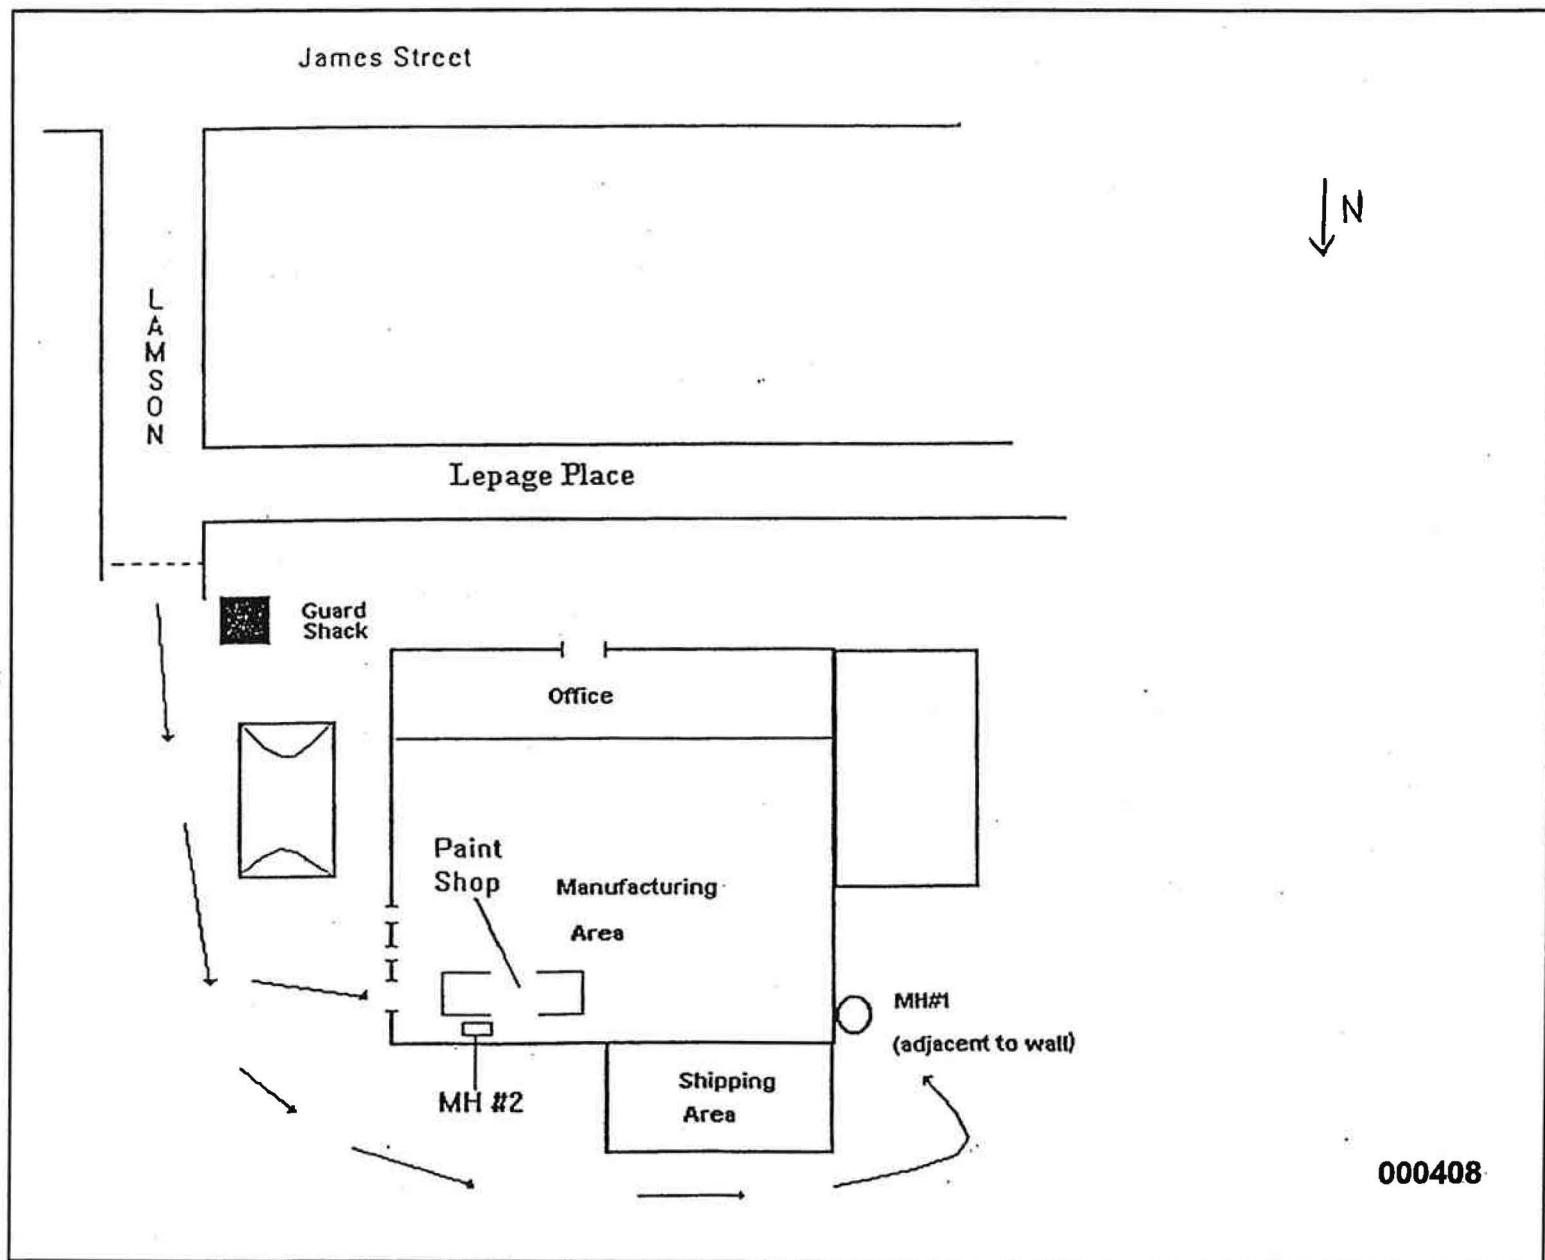 James Street
N
LAMSON
Lepage Place
Guard
Shack
Office
Paint
Shop
Manufacturing
Area
MH#1
(adjacent to wall)
MH #2
Shipping
Area
000408